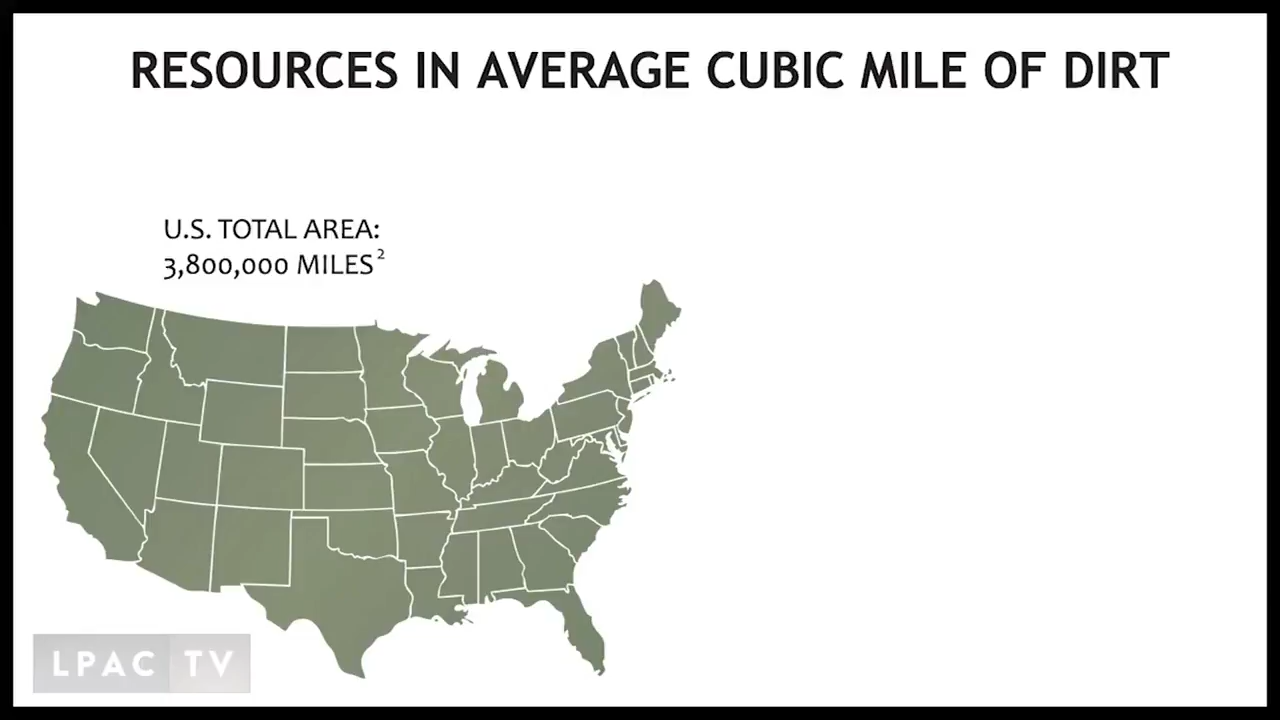 RESOURCES IN AVERAGE CUBIC MILE OF DIRT
U.S. TOTAL AREA:
3,800,000 MILES²
LPAC TV